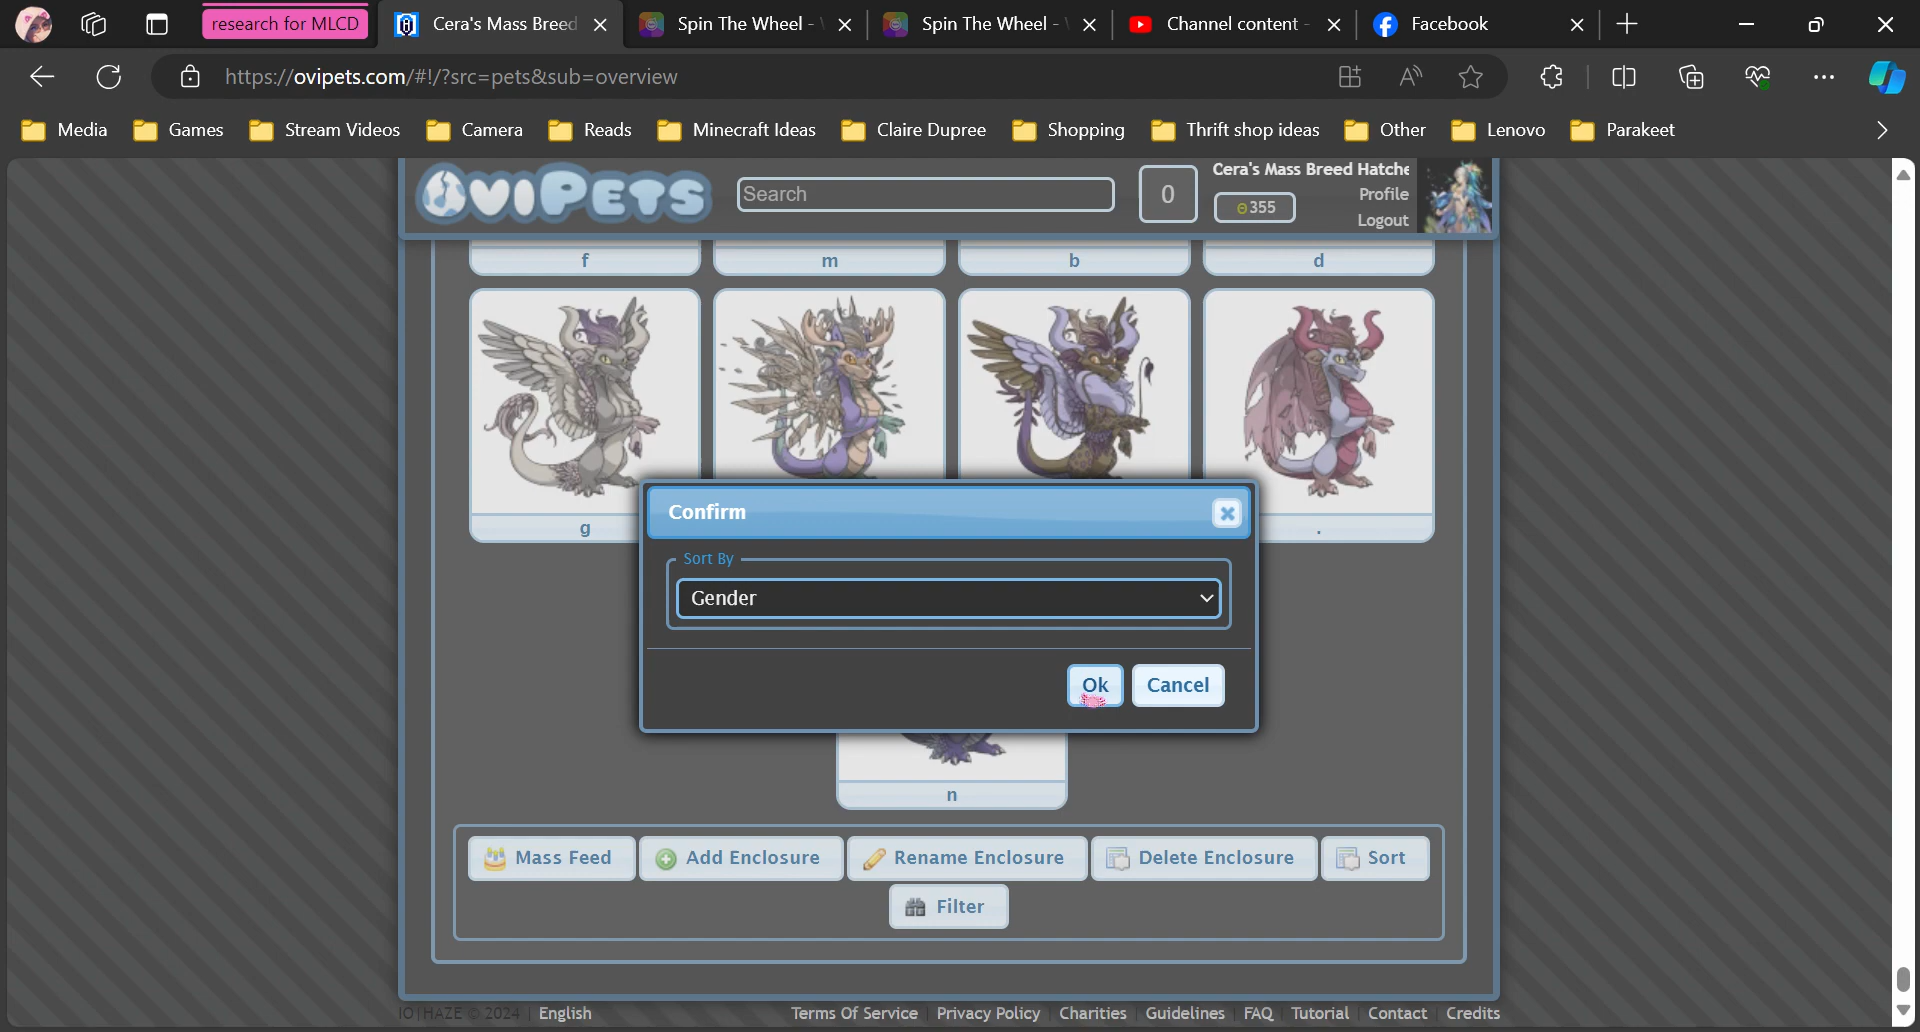 research for MLCD
Cera's Mass Breed
Spin The Wheel -
Spin The Wheel -
Channel content -
Facebook
https://ovipets.com/#!/?src=pets&sub=overview
Media
Games
Stream Videos
Camera
Reads
Minecraft Ideas
Claire Dupree
Shopping
Thrift shop ideas
Other
Lenovo
Parakeet
OviPets
Search
0
Cera's Mass Breed Hatche
355
Profile
Logout
f
m
b
d
g
.
Confirm
Sort By
Gender
Ok
Cancel
n
Mass Feed
Add Enclosure
Rename Enclosure
Delete Enclosure
Sort
Filter
IO|HAZE © 2024
English
Terms Of Service
Privacy Policy
Charities
Guidelines
FAQ
Tutorial
Contact
Credits